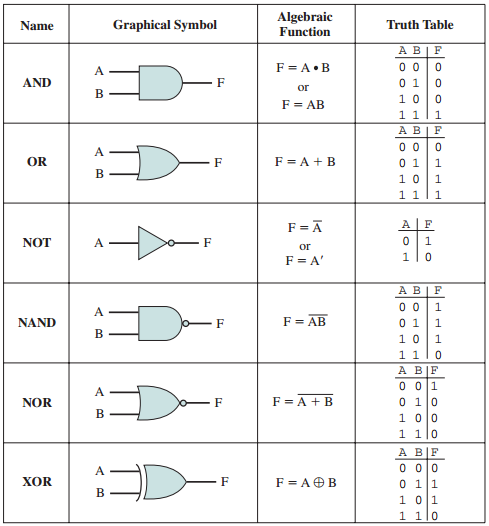 Name Graphical Symbol Algebraic Function Truth Table
AND
A
B
F
F = A • B
or
F = AB
A B F
0 0 0
0 1 0
1 0 0
1 1 1
OR
A
B
F
F = A + B
A B F
0 0 0
0 1 1
1 0 1
1 1 1
NOT
A
F
F = A̅
or
F = A′
A F
0 1
1 0
NAND
A
B
F
F = A̅B̅
A B F
0 0 1
0 1 1
1 0 1
1 1 0
NOR
A
B
F
F = A̅ ̅+̅ ̅B̅
A B F
0 0 1
0 1 0
1 0 0
1 1 0
XOR
A
B
F
F = A ⊕ B
A B F
0 0 0
0 1 1
1 0 1
1 1 0